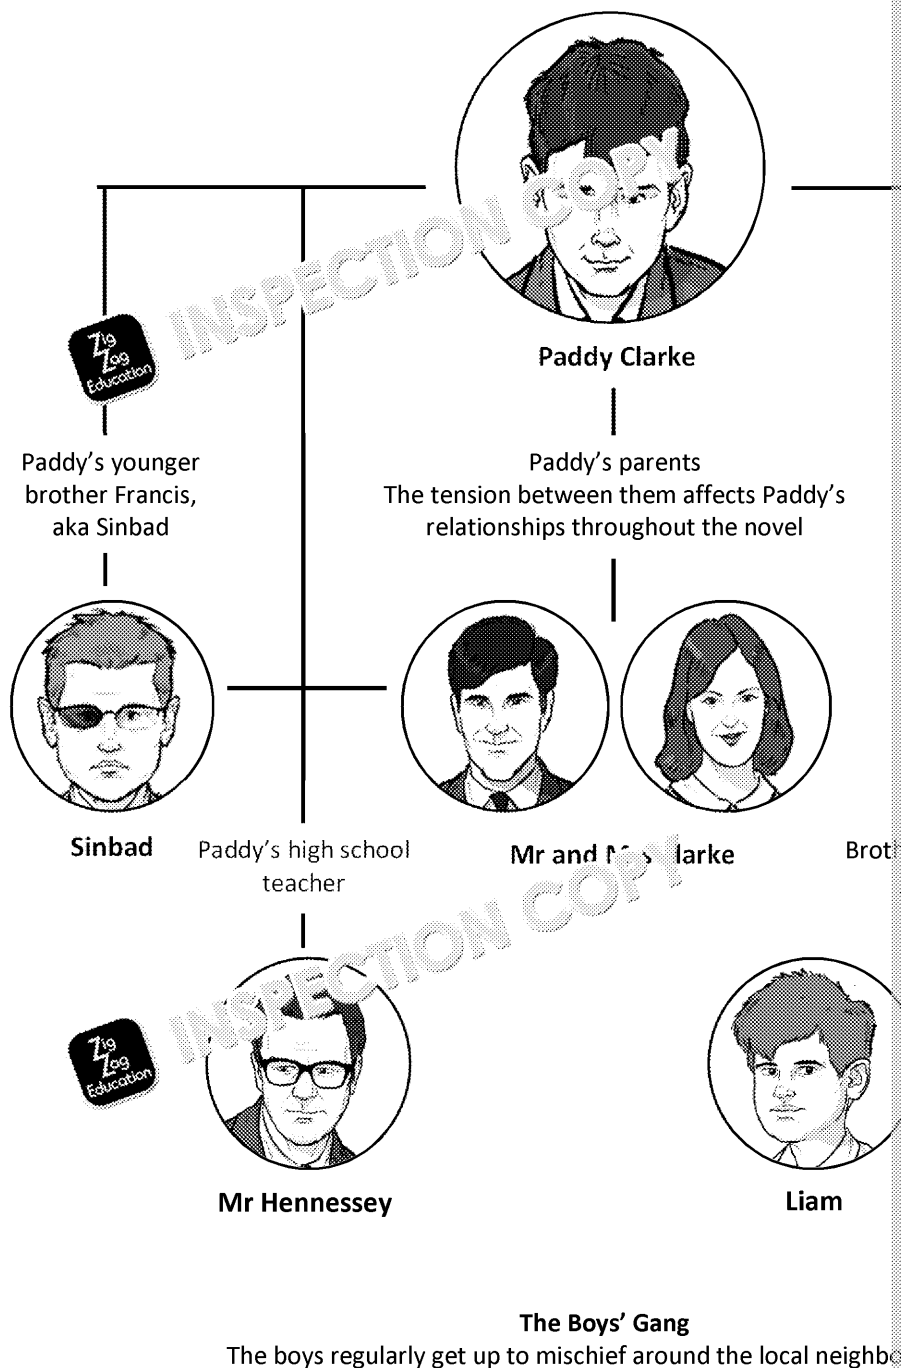 INSPECTION COPY
Zig
Zag
Education
Paddy Clarke
Paddy's younger
brother Francis,
aka Sinbad
Paddy's parents
The tension between them affects Paddy's
relationships throughout the novel
Sinbad
Paddy's high school
teacher
Mr and Mrs Clarke
INSPECTION COPY
Zig
Zag
Education
Mr Hennessey
Liam
The Boys' Gang
The boys regularly get up to mischief around the local